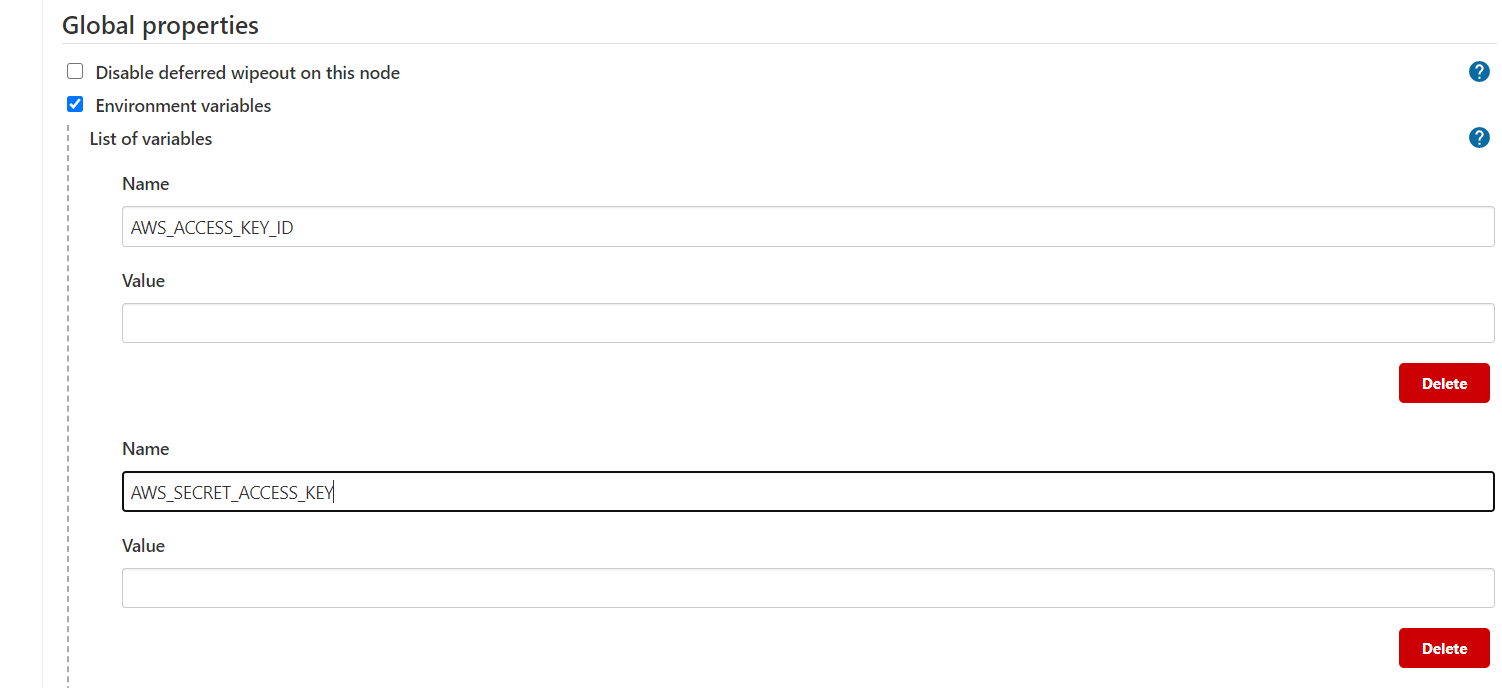 Global properties
Disable deferred wipeout on this node
?
Environment variables
List of variables
?
Name
AWS_ACCESS_KEY_ID
Value
Delete
Name
AWS_SECRET_ACCESS_KEY
Value
Delete